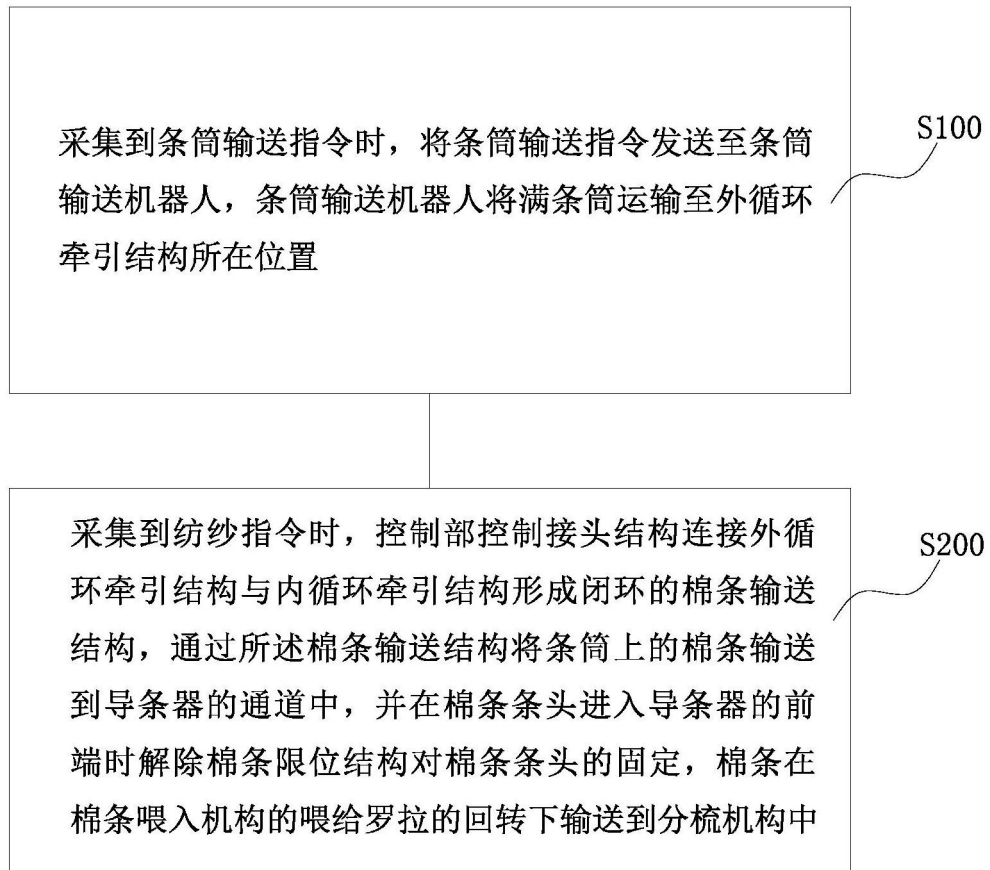 采集到条筒输送指令时，将条筒输送指令发送至条筒
输送机器人，条筒输送机器人将满条筒运输至外循环
牵引结构所在位置
S100
采集到纺纱指令时，控制部控制接头结构连接外循
环牵引结构与内循环牵引结构形成闭环的棉条输送
结构，通过所述棉条输送结构将条筒上的棉条输送
到导条器的通道中，并在棉条条头进入导条器的前
端时解除棉条限位结构对棉条条头的固定，棉条在
棉条喂入机构的喂给罗拉的回转下输送到分梳机构中
S200